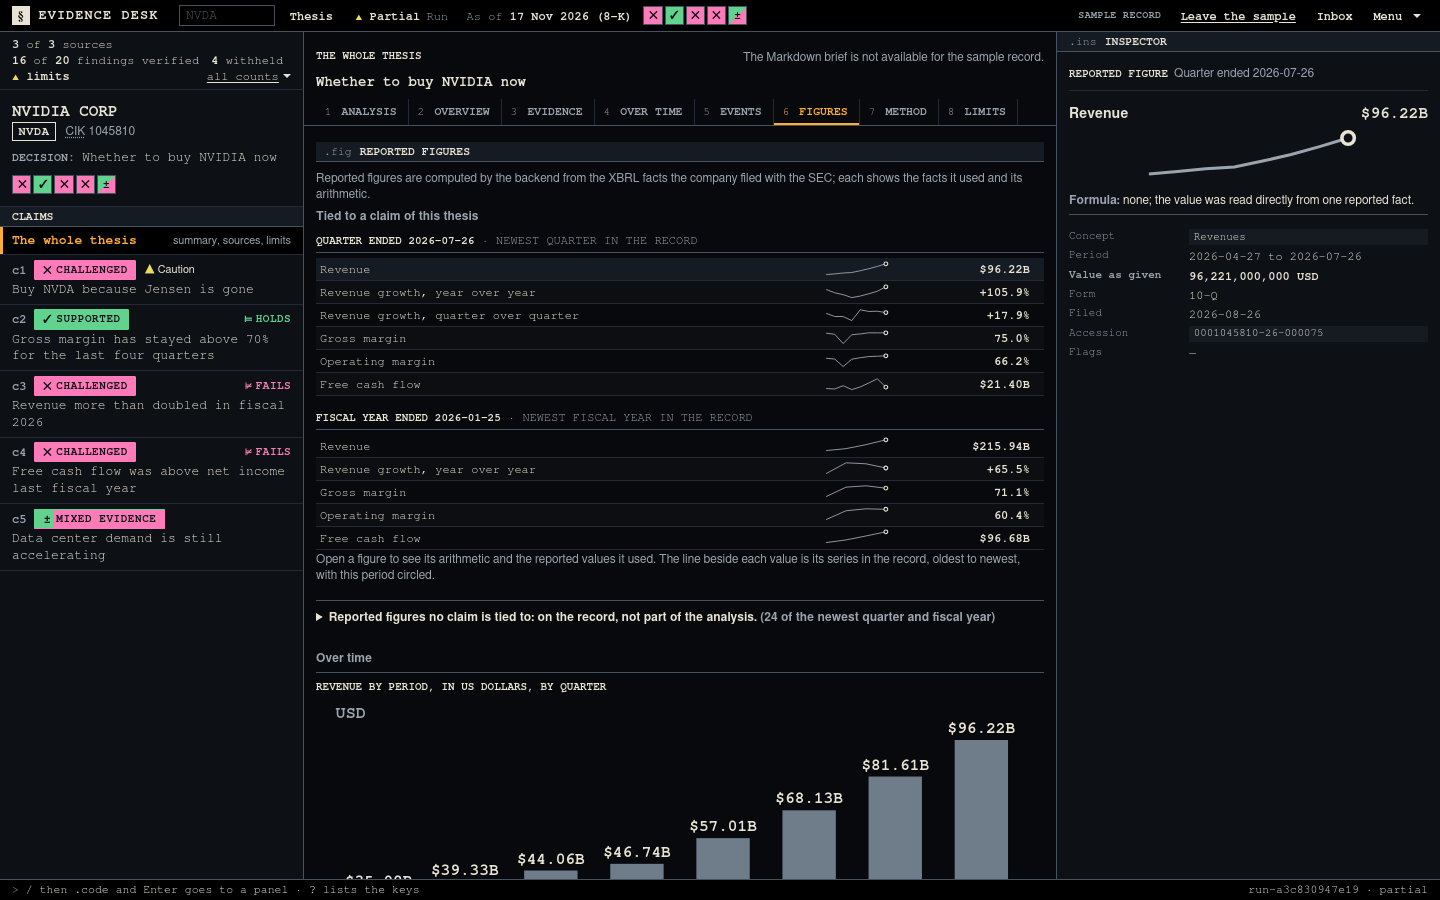 § EVIDENCE DESK NVDA Thesis ▲ Partial Run As of 17 Nov 2026 (8-K) ✕ ✓ ✕ ✕ ± SAMPLE RECORD Leave the sample Inbox Menu
3 of 3 sources
16 of 20 findings verified 4 withheld
▲ limits all counts
NVIDIA CORP
NVDA CIK 1045810
DECISION: Whether to buy NVIDIA now
✕ ✓ ✕ ✕ ±
CLAIMS
The whole thesis summary, sources, limits
c1 ✕ CHALLENGED ▲ Caution
Buy NVDA because Jensen is gone
c2 ✓ SUPPORTED ⊨ HOLDS
Gross margin has stayed above 70%
for the last four quarters
c3 ✕ CHALLENGED ⊭ FAILS
Revenue more than doubled in fiscal
2026
c4 ✕ CHALLENGED ⊭ FAILS
Free cash flow was above net income
last fiscal year
c5 ± MIXED EVIDENCE
Data center demand is still
accelerating
THE WHOLE THESIS The Markdown brief is not available for the sample record.
Whether to buy NVIDIA now
1 ANALYSIS 2 OVERVIEW 3 EVIDENCE 4 OVER TIME 5 EVENTS 6 FIGURES 7 METHOD 8 LIMITS
.fig REPORTED FIGURES
Reported figures are computed by the backend from the XBRL facts the company filed with the SEC; each shows the facts it used and its
arithmetic.
Tied to a claim of this thesis
QUARTER ENDED 2026-07-26 · NEWEST QUARTER IN THE RECORD
Revenue $96.22B
Revenue growth, year over year +105.9%
Revenue growth, quarter over quarter +17.9%
Gross margin 75.0%
Operating margin 66.2%
Free cash flow $21.40B
FISCAL YEAR ENDED 2026-01-25 · NEWEST FISCAL YEAR IN THE RECORD
Revenue $215.94B
Revenue growth, year over year +65.5%
Gross margin 71.1%
Operating margin 60.4%
Free cash flow $96.68B
Open a figure to see its arithmetic and the reported values it used. The line beside each value is its series in the record, oldest to newest,
with this period circled.
▶ Reported figures no claim is tied to: on the record, not part of the analysis. (24 of the newest quarter and fiscal year)
Over time
REVENUE BY PERIOD, IN US DOLLARS, BY QUARTER
USD
$96.22B
$81.61B
$68.13B
$57.01B
$46.74B
$44.06B
$39.33B
.ins INSPECTOR
REPORTED FIGURE Quarter ended 2026-07-26
Revenue $96.22B
Formula: none; the value was read directly from one reported fact.
Concept Revenues
Period 2026-04-27 to 2026-07-26
Value as given 96,221,000,000 USD
Form 10-Q
Filed 2026-08-26
Accession 0001045810-26-000075
Flags —
> / then .code and Enter goes to a panel · ? lists the keys run-a3c830947e19 · partial